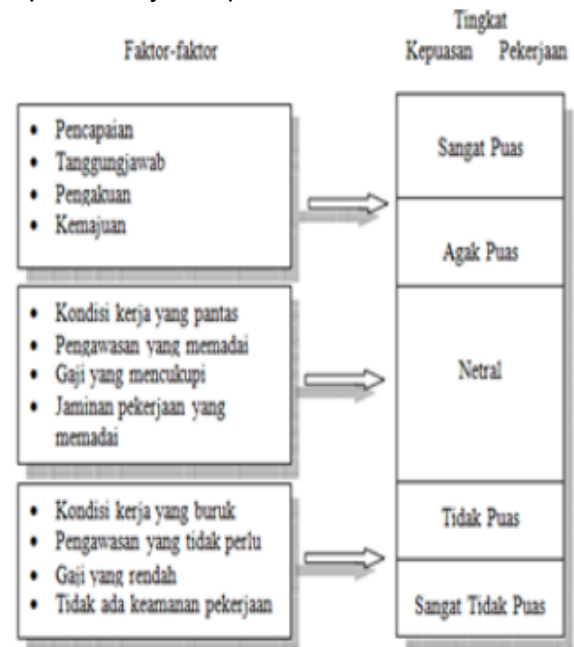 Tingkat
Faktor-faktor
Kepuasan Pekerjaan
• Pencapaian
• Tanggungjawab
• Pengakuan
• Kemajuan
Sangat Puas
Agak Puas
• Kondisi kerja yang pantas
• Pengawasan yang memadai
• Gaji yang mencukupi
• Jaminan pekerjaan yang
memadai
Netral
• Kondisi kerja yang buruk
• Pengawasan yang tidak perlu
• Gaji yang rendah
• Tidak ada keamanan pekerjaan
Tidak Puas
Sangat Tidak Puas